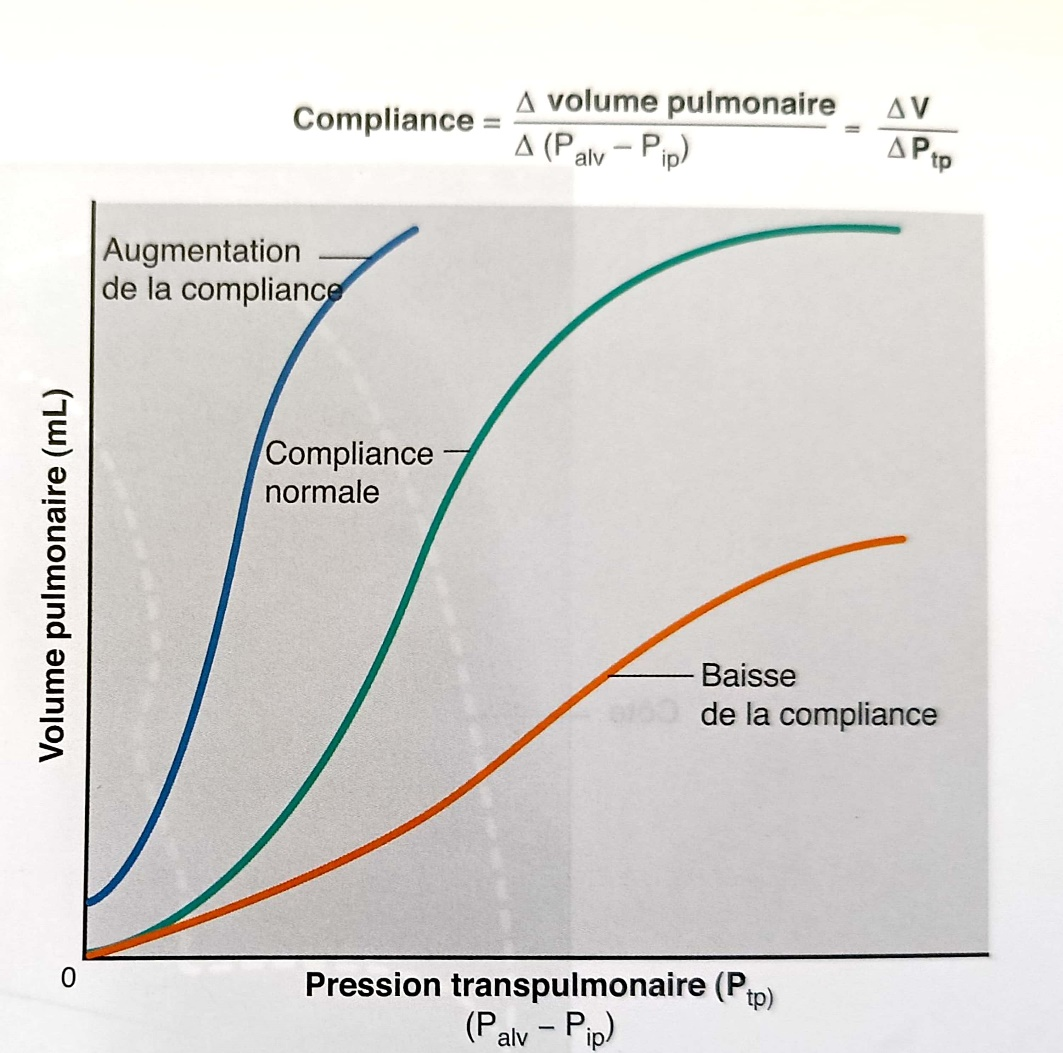 Compliance = Δ volume pulmonaire / Δ (Palv – Pip) = ΔV / ΔPtp
Augmentation
de la compliance
Compliance
normale
Baisse
de la compliance
Volume pulmonaire (mL)
0
Pression transpulmonaire (Ptp)
(Palv – Pip)